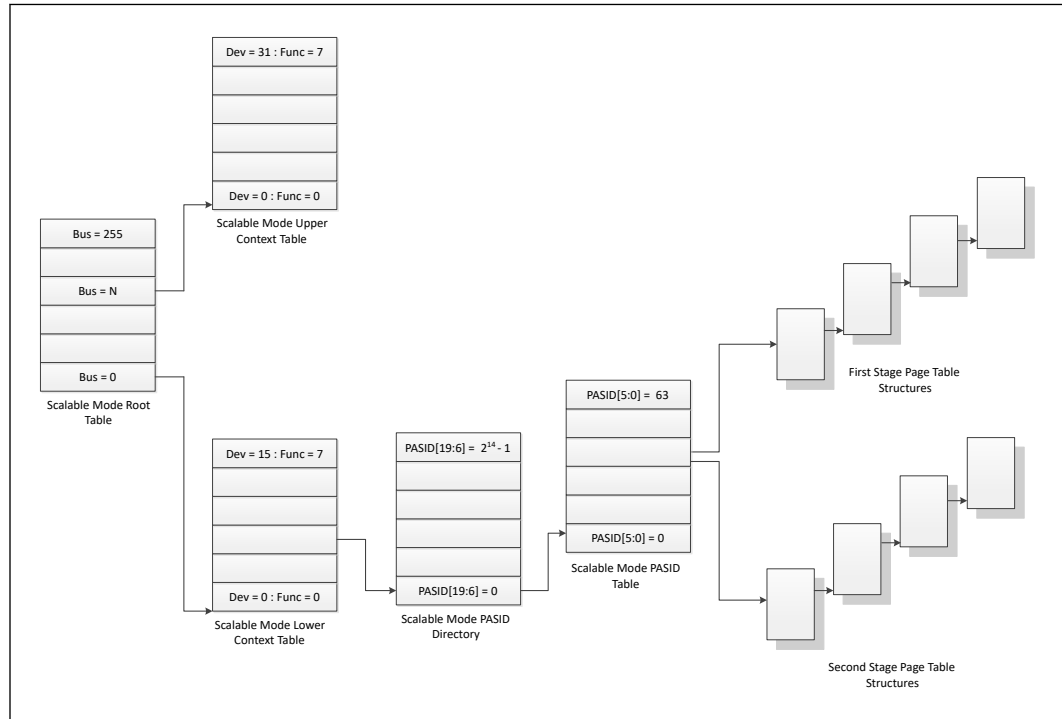 Dev = 31 : Func = 7
Dev = 0 : Func = 0
Scalable Mode Upper
Context Table
Bus = 255
Bus = N
Bus = 0
Scalable Mode Root
Table
Dev = 15 : Func = 7
Dev = 0 : Func = 0
Scalable Mode Lower
Context Table
PASID[19:6] = 2¹⁴ - 1
PASID[19:6] = 0
Scalable Mode PASID
Directory
PASID[5:0] = 63
PASID[5:0] = 0
Scalable Mode PASID
Table
First Stage Page Table
Structures
Second Stage Page Table
Structures